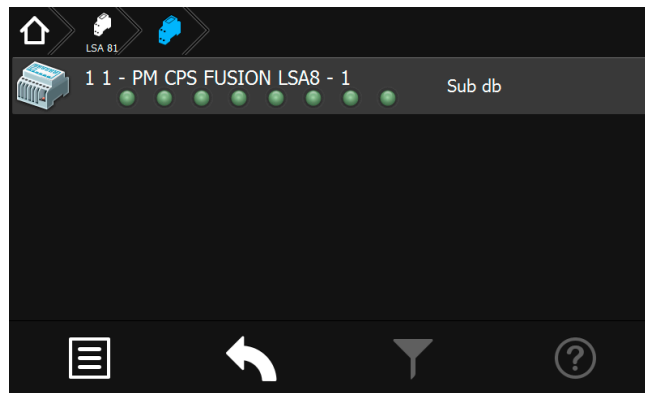 LSA 81
1 1 - PM CPS FUSION LSA8 - 1
Sub db
?